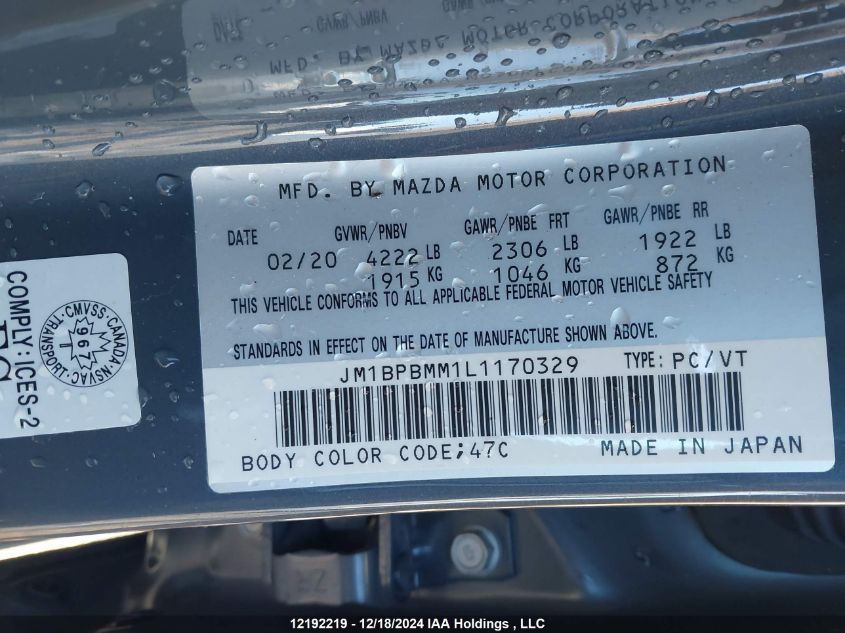 MFD. BY MAZDA MOTOR CORPORATION
DATE GVWR/PNBV GAWR/PNBE FRT GAWR/PNBE RR
02/20 4222 LB 2306 LB 1922 LB
1915 KG 1046 KG 872 KG
THIS VEHICLE CONFORMS TO ALL APPLICABLE FEDERAL MOTOR VEHICLE SAFETY
STANDARDS IN EFFECT ON THE DATE OF MANUFACTURE SHOWN ABOVE.
JM1BPBMM1L1170329 TYPE: PC/VT
BODY COLOR CODE;47C MADE IN JAPAN
COMPLY: ICES-2
CMVSS · CANADA · NSVAC · TRANSPORT
967
T
12192219 - 12/18/2024 IAA Holdings , LLC